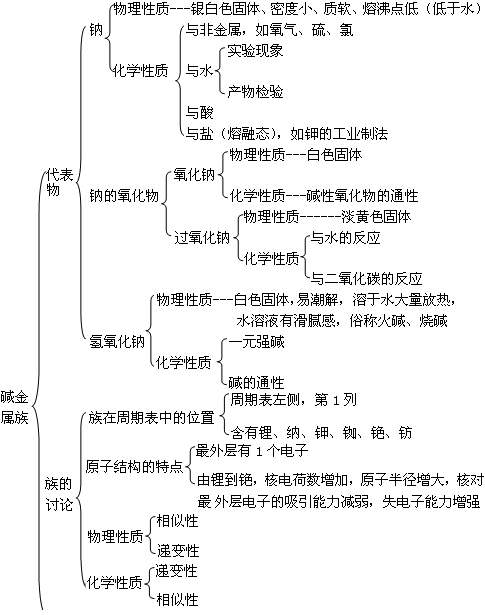 物理性质---银白色固体、密度小、质软、熔沸点低（低于水）
钠
与非金属，如氧气、硫、氯
实验现象
化学性质
与水
产物检验
与酸
与盐（熔融态），如钾的工业制法
代表
物
物理性质---白色固体
氧化钠
钠的氧化物
化学性质---碱性氧化物的通性
物理性质------淡黄色固体
过氧化钠
与水的反应
化学性质
与二氧化碳的反应
物理性质---白色固体，易潮解，溶于水大量放热，
水溶液有滑腻感，俗称火碱、烧碱
氢氧化钠
一元强碱
化学性质
碱的通性
碱金
属族
周期表左侧，第１列
族在周期表中的位置
含有锂、纳、钾、铷、铯、钫
最外层有１个电子
原子结构的特点
由锂到铯，核电荷数增加，原子半径增大，核对
最 外层电子的吸引能力减弱，失电子能力增强
族的
讨论
相似性
物理性质
递变性
递变性
化学性质
相似性